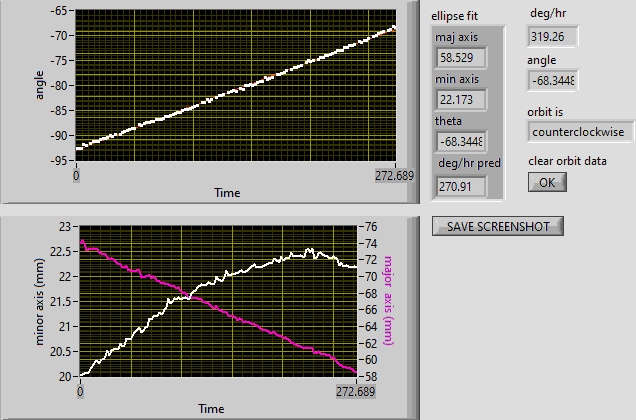 -65
-70
-75
-80
-85
-90
-95
angle
0
272.689
Time
ellipse fit
maj axis
58.529
min axis
22.173
theta
-68.3448
deg/hr pred
270.91
deg/hr
319.26
angle
-68.3448
orbit is
counterclockwise
clear orbit data
OK
SAVE SCREENSHOT
23
22.5
22
21.5
21
20.5
20
minor axis (mm)
76
74
72
70
68
66
64
62
60
58
major axis (mm)
0
272.689
Time